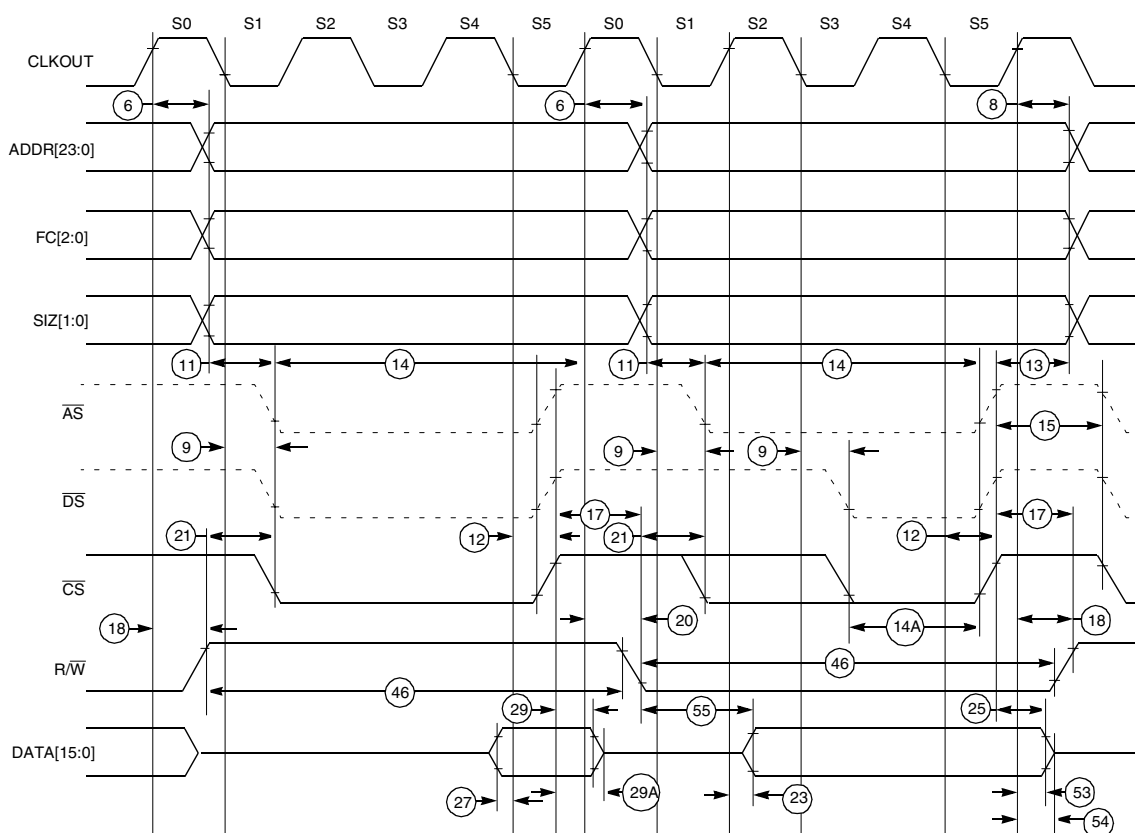 S0 S1 S2 S3 S4 S5 S0 S1 S2 S3 S4 S5
CLKOUT
6 6 8
ADDR[23:0]
FC[2:0]
SIZ[1:0]
11 14 11 14 13
AS
15
9 9 9
DS
17 17
21 12 21 12
CS
18 20 14A 18
R/W
46
46
29 55 25
DATA[15:0]
27 29A 23 53
54